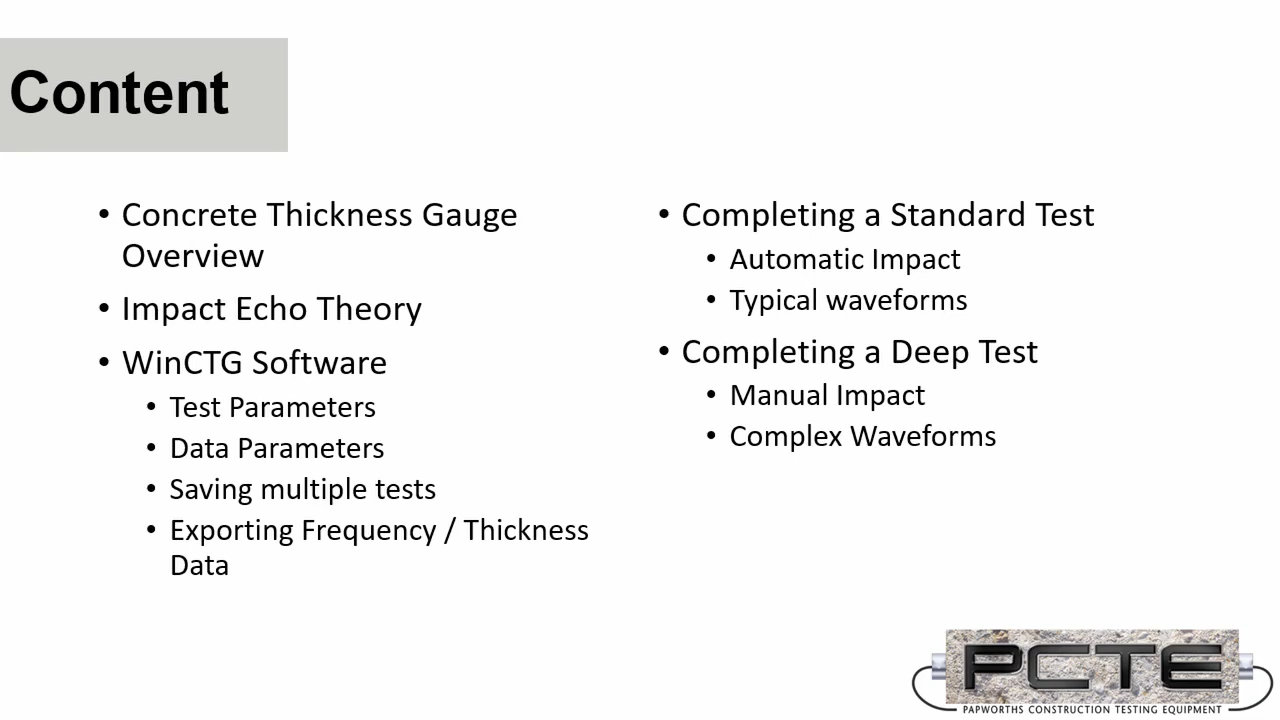 Content
• Concrete Thickness Gauge
Overview
• Impact Echo Theory
• WinCTG Software
• Test Parameters
• Data Parameters
• Saving multiple tests
• Exporting Frequency / Thickness
Data
• Completing a Standard Test
• Automatic Impact
• Typical waveforms
• Completing a Deep Test
• Manual Impact
• Complex Waveforms
PCTE
PAPWORTHS CONSTRUCTION TESTING EQUIPMENT